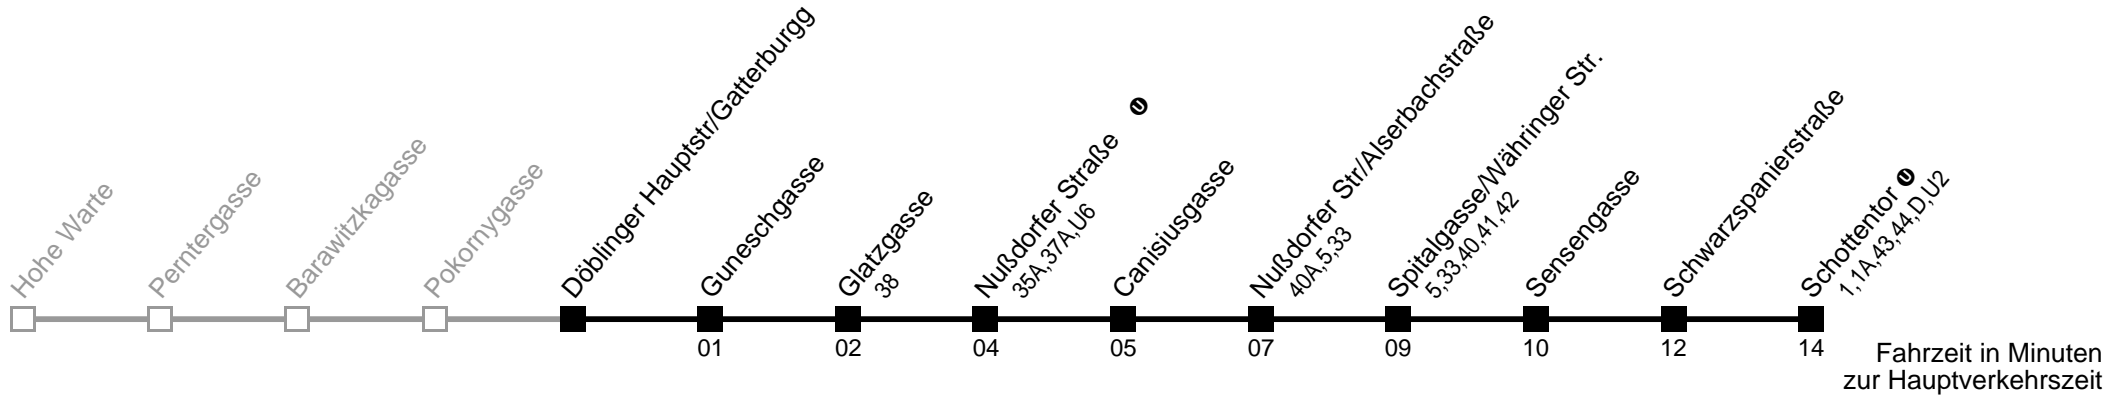 Hohe Warte
Perntergasse
Barawitzkagasse
Pokornygasse
Döblinger Hauptstr/Gatterburgg
Guneschgasse
Glatzgasse
38
Nußdorfer Straße U
35A,37A,U6
Canisiusgasse
Nußdorfer Str/Alserbachstraße
40A,5,33
Spitalgasse/Währinger Str.
5,33,40,41,42
Sensengasse
Schwarzspanierstraße
Schottentor U
1,1A,43,44,D,U2
01 02 04 05 07 09 10 12 14
Fahrzeit in Minuten
zur Hauptverkehrszeit